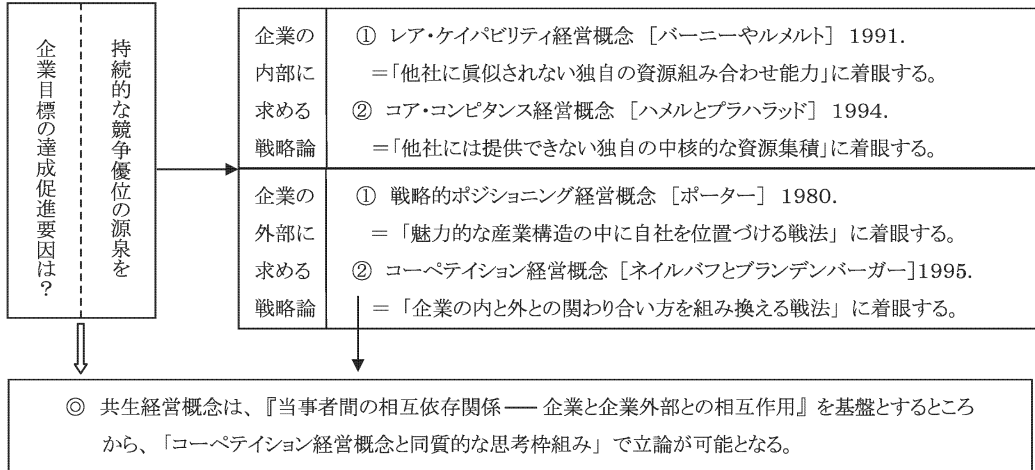 持続的な競争優位の源泉を
企業目標の達成促進要因は？
企業の
内部に
求める
戦略論
① レア・ケイパビリティ経営概念 ［バーニーやルメルト］ 1991.
＝「他社に眞似されない独自の資源組み合わせ能力」に着眼する。
② コア・コンピタンス経営概念 ［ハメルとプラハラッド］ 1994.
＝「他社には提供できない独自の中核的な資源集積」に着眼する。
企業の
外部に
求める
戦略論
① 戦略的ポジショニング経営概念 ［ポーター］ 1980.
＝ 「魅力的な産業構造の中に自社を位置づける戦法」 に着眼する。
② コーペテイション経営概念 ［ネイルバフとブランデンバーガー］1995.
＝ 「企業の内と外との関わり合い方を組み換える戦法」 に着眼する。
◎ 共生経営概念は、『当事者間の相互依存関係 ── 企業と企業外部との相互作用』 を基盤とするところ
から、「コーペテイション経営概念と同質的な思考枠組み」 で立論が可能となる。